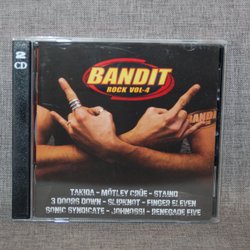 2
CD
BANDIT
ROCK VOL-4
BANDIT
TAKIDA - MÖTLEY CRÜE - STAIND
3 DOORS DOWN - SLIPKNOT - FINGER ELEVEN
SONIC SYNDICATE - JOHNOSSI - RENEGADE FIVE